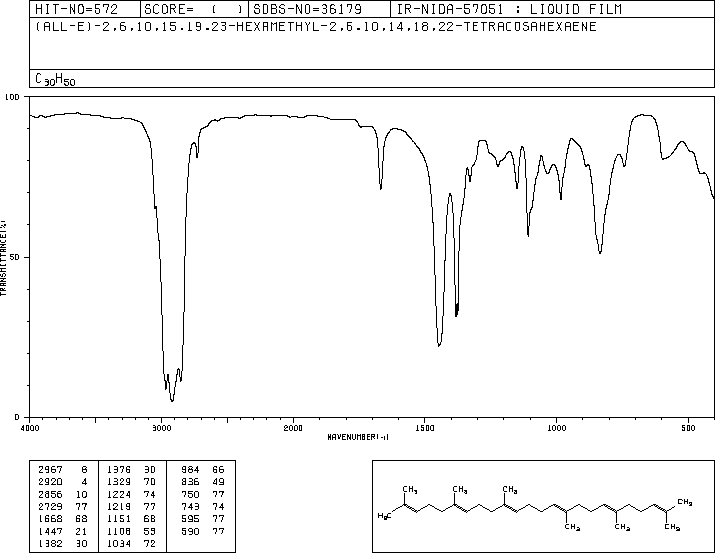 HIT-NO=572 SCORE= ( ) SDBS-NO=36179 IR-NIDA-57051 : LIQUID FILM
(ALL-E)-2,6,10,15,19,23-HEXAMETHYL-2,6,10,14,18,22-TETRACOSAHEXAENE
C30H50
100
50
0
TRANSMITTANCE(%)
4000 3000 2000 1500 1000 500
WAVENUMBER(-1)
2967 8 1376 30 984 66
2920 4 1329 70 836 49
2856 10 1224 74 750 77
2729 77 1219 77 743 74
1668 68 1151 68 595 77
1447 21 1108 55 590 77
1382 30 1034 72
CH3 CH3 CH3 CH3
H3C CH3 CH3 CH3